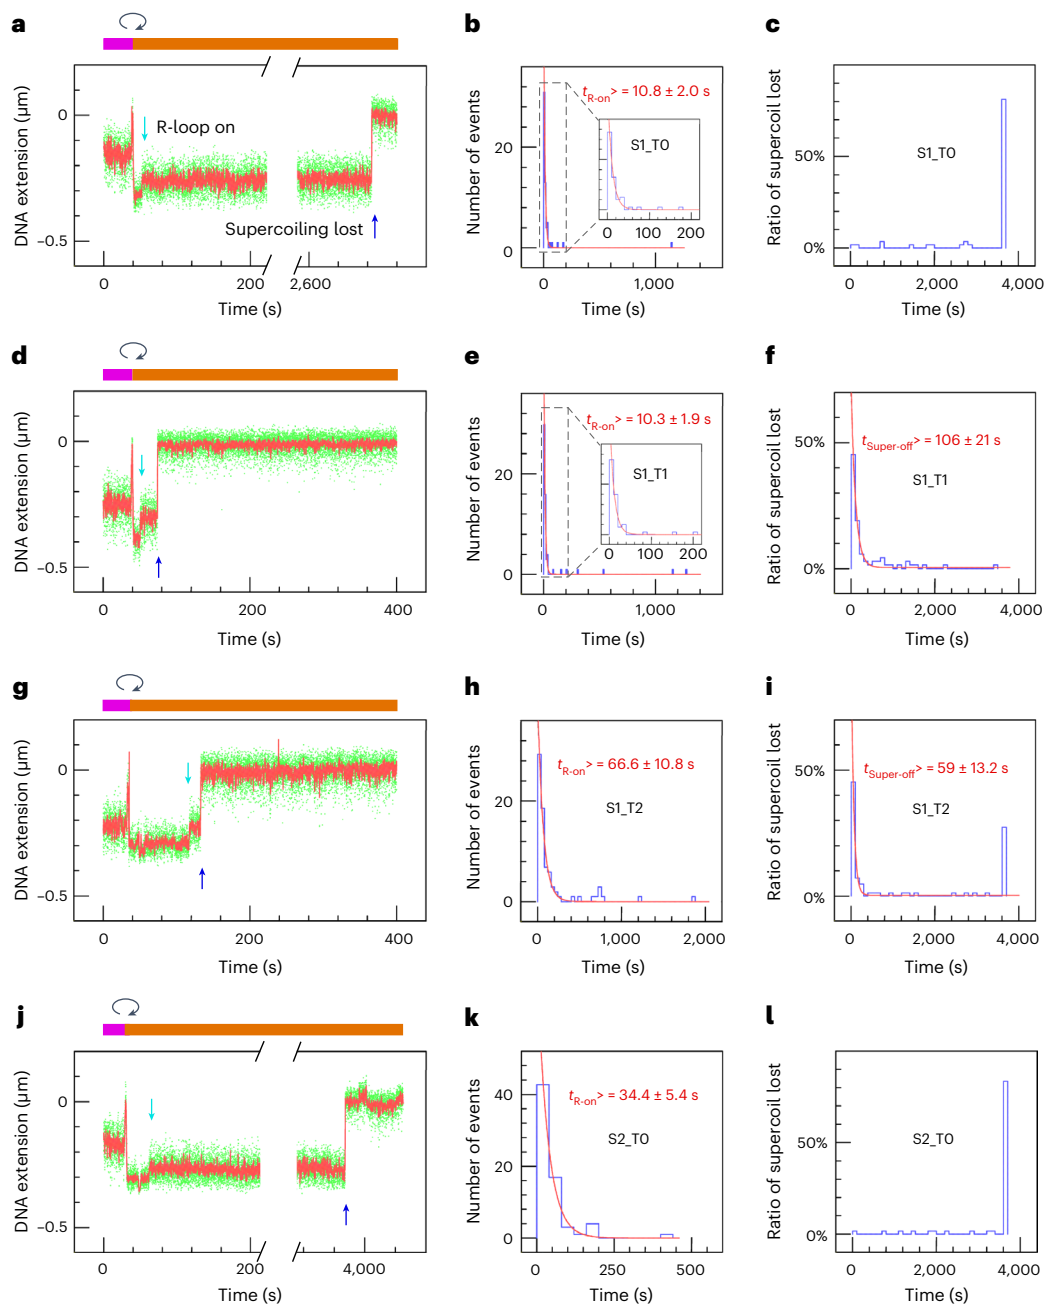 a
DNA extension (μm)
0
−0.5
R-loop on
Supercoiling lost
0
200
2,600
Time (s)
b
Number of events
20
0
tR-on> = 10.8 ± 2.0 s
S1_T0
0
100
200
0
1,000
Time (s)
c
Ratio of supercoil lost
50%
0%
S1_T0
0
2,000
4,000
Time (s)
d
DNA extension (μm)
0
−0.5
0
200
400
Time (s)
e
Number of events
20
0
tR-on> = 10.3 ± 1.9 s
S1_T1
0
100
200
0
1,000
Time (s)
f
Ratio of supercoil lost
50%
0%
tSuper-off> = 106 ± 21 s
S1_T1
0
2,000
4,000
Time (s)
g
DNA extension (μm)
0
−0.5
0
200
400
Time (s)
h
Number of events
20
0
tR-on> = 66.6 ± 10.8 s
S1_T2
0
1,000
2,000
Time (s)
i
Ratio of supercoil lost
50%
0%
tSuper-off> = 59 ± 13.2 s
S1_T2
0
2,000
4,000
Time (s)
j
DNA extension (μm)
0
−0.5
0
200
4,000
Time (s)
k
Number of events
40
20
0
tR-on> = 34.4 ± 5.4 s
S2_T0
0
250
500
Time (s)
l
Ratio of supercoil lost
50%
0%
S2_T0
0
2,000
4,000
Time (s)